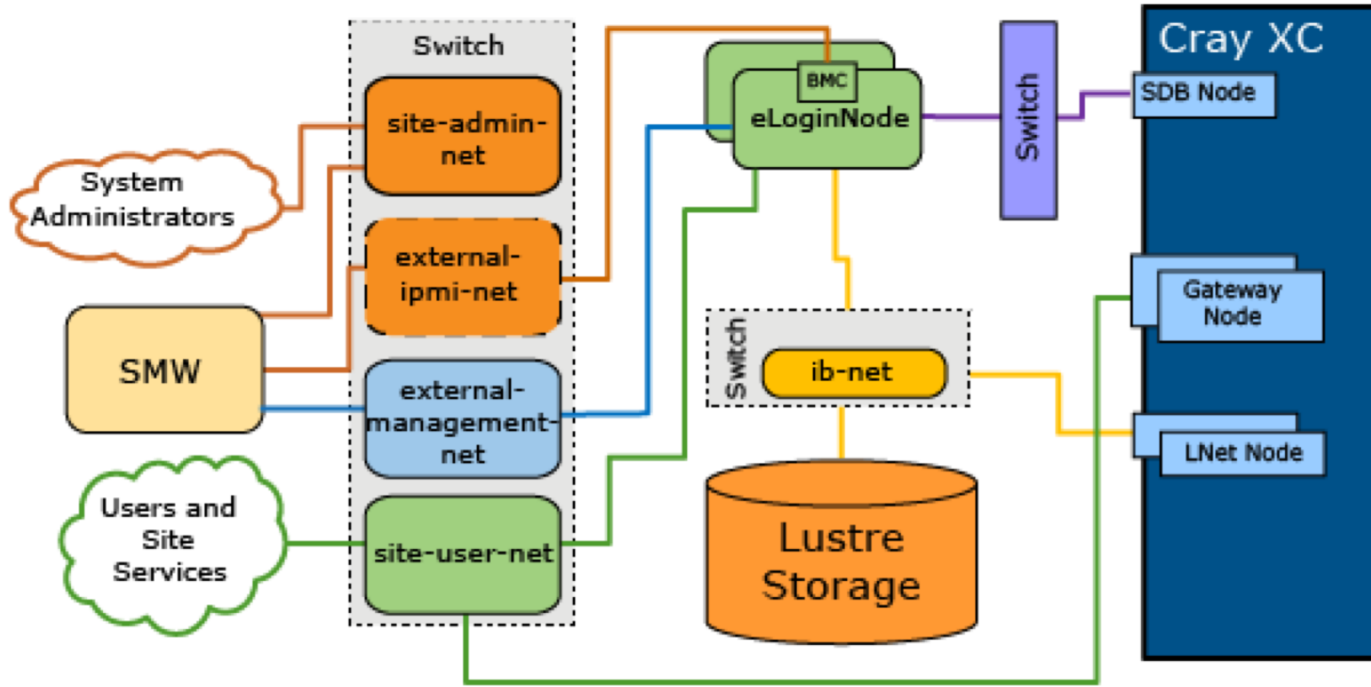 Switch
site-admin-
net
System
Administrators
external-
ipmi-net
SMW
external-
management-
net
Users and
Site
Services
site-user-net
BMC
eLoginNode
Switch
Switch
ib-net
Lustre
Storage
Cray XC
SDB Node
Gateway
Node
LNet Node